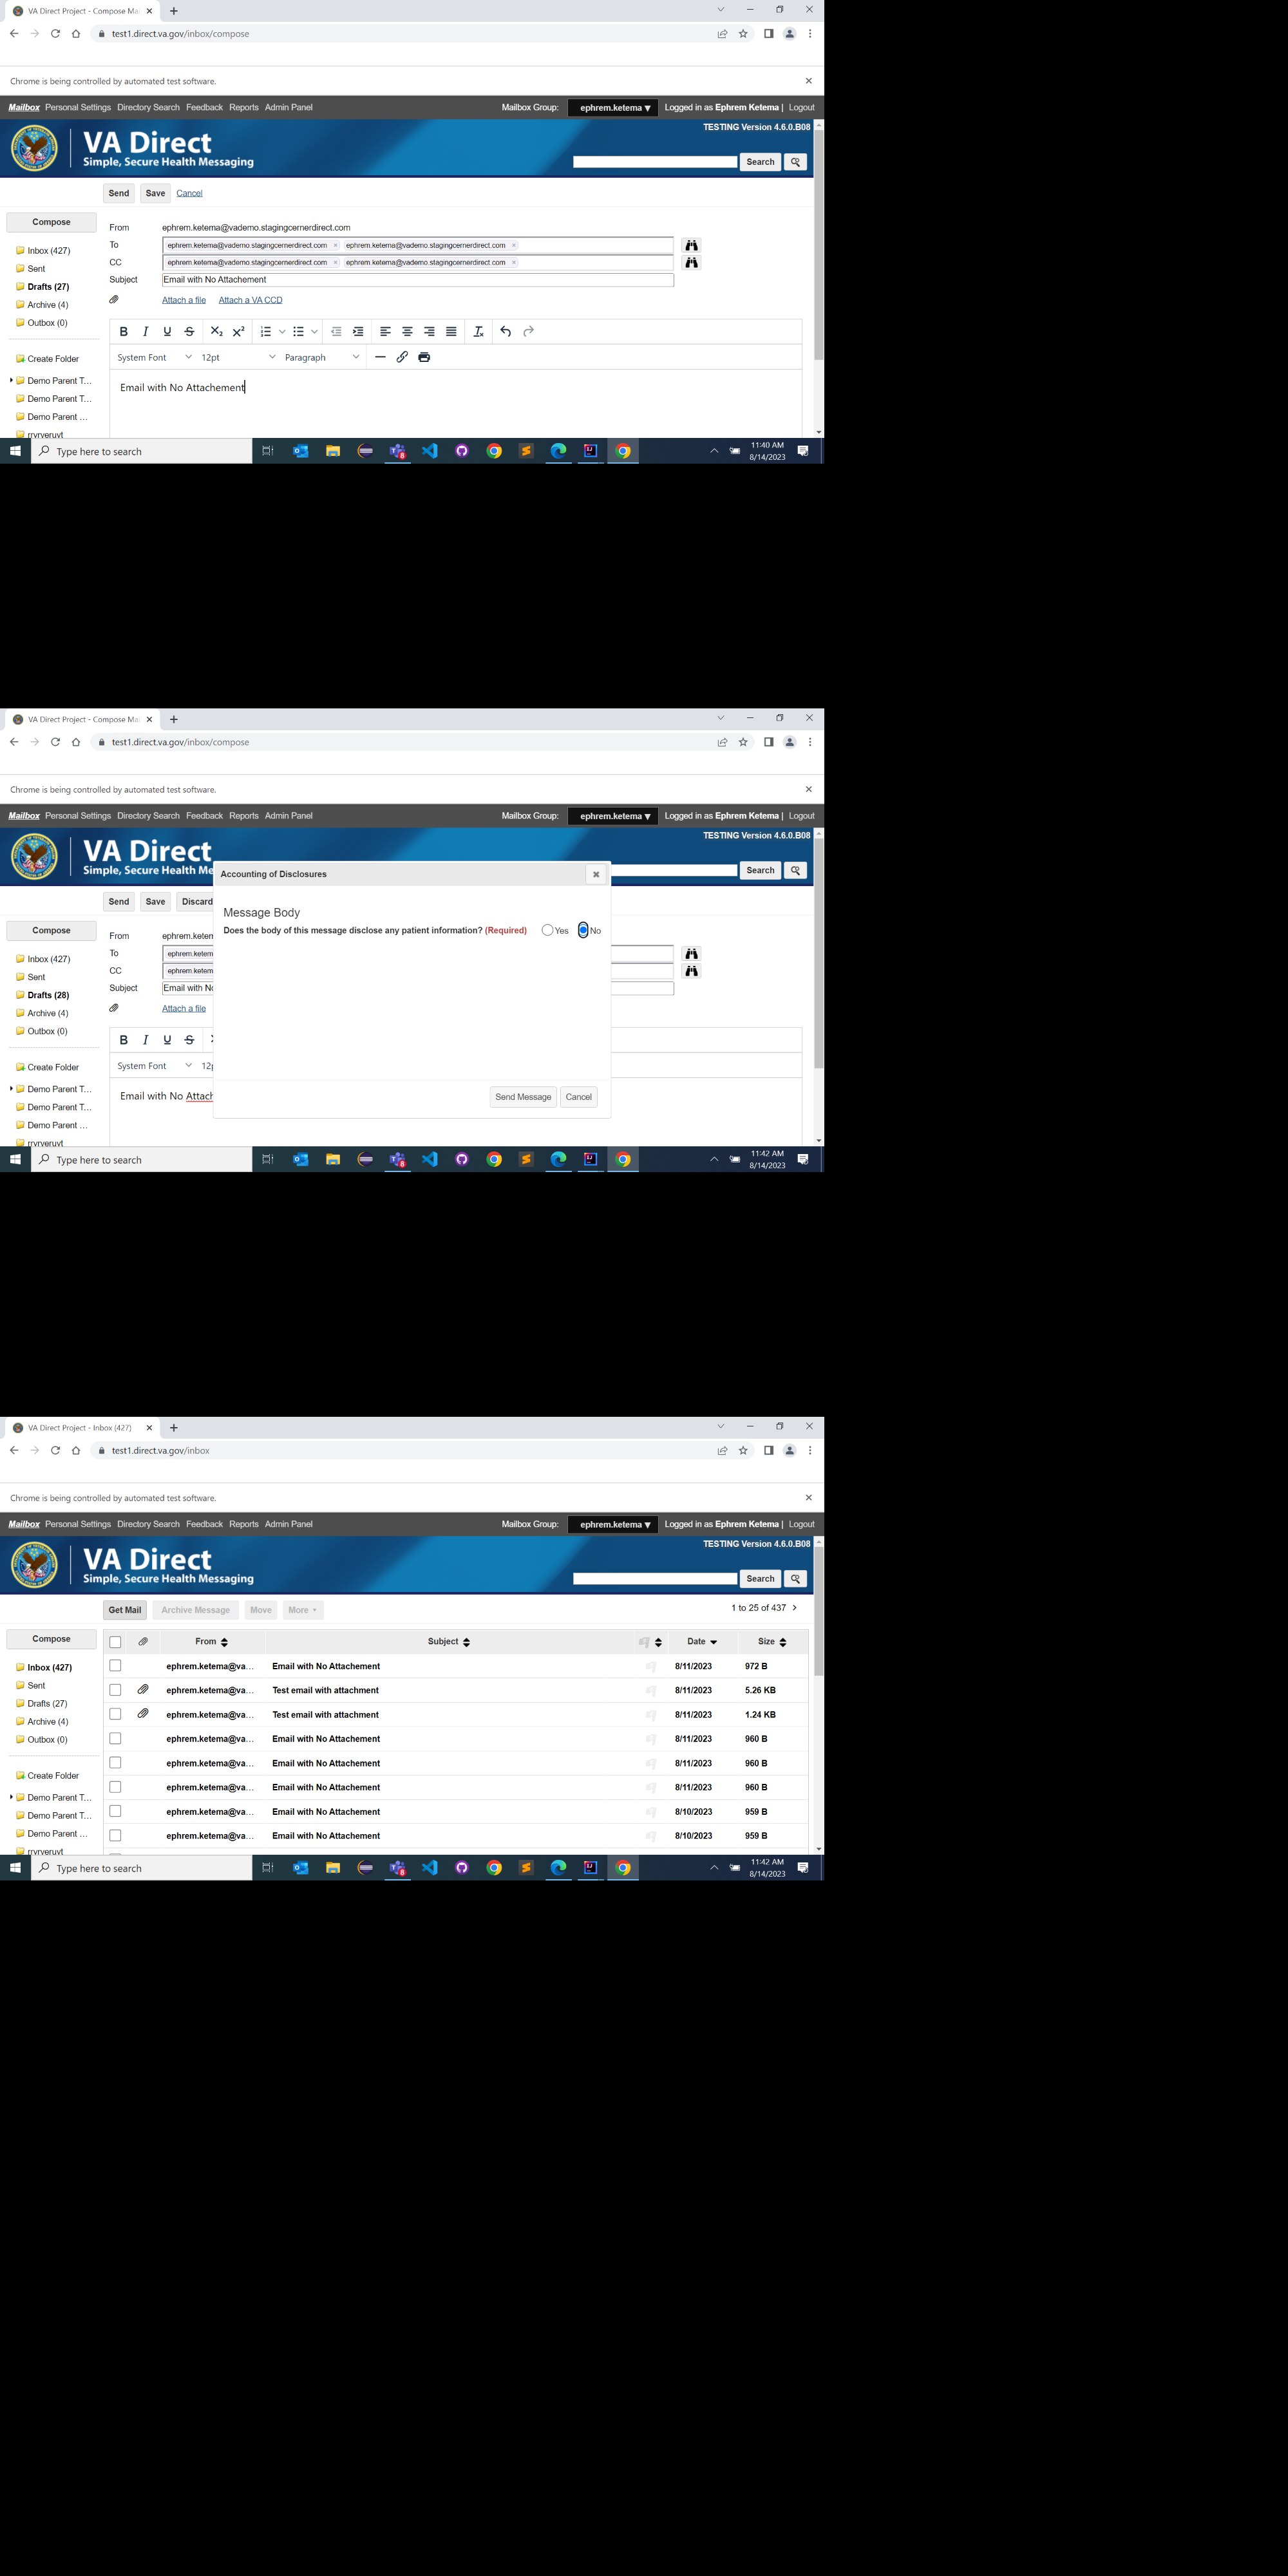 VA Direct Project - Compose Ma
test1.direct.va.gov/inbox/compose
Chrome is being controlled by automated test software.
Mailbox Personal Settings Directory Search Feedback Reports Admin Panel Mailbox Group: ephrem.ketema ▼ Logged in as Ephrem Ketema | Logout
TESTING Version 4.6.0.B08
VA Direct
Simple, Secure Health Messaging
Search
Send Save Cancel
Compose
From ephrem.ketema@vademo.stagingcernerdirect.com
To ephrem.ketema@vademo.stagingcernerdirect.com × ephrem.ketema@vademo.stagingcernerdirect.com ×
CC ephrem.ketema@vademo.stagingcernerdirect.com × ephrem.ketema@vademo.stagingcernerdirect.com ×
Subject Email with No Attachement
Attach a file Attach a VA CCD
Inbox (427)
Sent
Drafts (27)
Archive (4)
Outbox (0)
Create Folder
Demo Parent T...
Demo Parent T...
Demo Parent ...
rryryeruyt
B I U S X₂ X²
System Font 12pt Paragraph
Email with No Attachement
Type here to search
11:40 AM
8/14/2023
VA Direct Project - Compose Ma
test1.direct.va.gov/inbox/compose
Chrome is being controlled by automated test software.
Mailbox Personal Settings Directory Search Feedback Reports Admin Panel Mailbox Group: ephrem.ketema ▼ Logged in as Ephrem Ketema | Logout
TESTING Version 4.6.0.B08
VA Direct
Simple, Secure Health Me
Search
Accounting of Disclosures
Message Body
Does the body of this message disclose any patient information? (Required) Yes No
Send Message Cancel
Send Save Discard
Compose
From ephrem
To ephrem.ketem
CC ephrem.ketem
Subject Email with No
Attach a file
Inbox (427)
Sent
Drafts (28)
Archive (4)
Outbox (0)
Create Folder
Demo Parent T...
Demo Parent T...
Demo Parent ...
rryryeruyt
B I U S
System Font 12p
Email with No Attach
Type here to search
11:42 AM
8/14/2023
VA Direct Project - Inbox (427)
test1.direct.va.gov/inbox
Chrome is being controlled by automated test software.
Mailbox Personal Settings Directory Search Feedback Reports Admin Panel Mailbox Group: ephrem.ketema ▼ Logged in as Ephrem Ketema | Logout
TESTING Version 4.6.0.B08
VA Direct
Simple, Secure Health Messaging
Search
Get Mail Archive Message Move More 1 to 25 of 437
Compose
Inbox (427)
Sent
Drafts (27)
Archive (4)
Outbox (0)
Create Folder
Demo Parent T...
Demo Parent T...
Demo Parent ...
rryryeruyt
From Subject Date Size
ephrem.ketema@va... Email with No Attachement 8/11/2023 972 B
ephrem.ketema@va... Test email with attachment 8/11/2023 5.26 KB
ephrem.ketema@va... Test email with attachment 8/11/2023 1.24 KB
ephrem.ketema@va... Email with No Attachement 8/11/2023 960 B
ephrem.ketema@va... Email with No Attachement 8/11/2023 960 B
ephrem.ketema@va... Email with No Attachement 8/11/2023 960 B
ephrem.ketema@va... Email with No Attachement 8/10/2023 959 B
ephrem.ketema@va... Email with No Attachement 8/10/2023 959 B
Type here to search
11:42 AM
8/14/2023